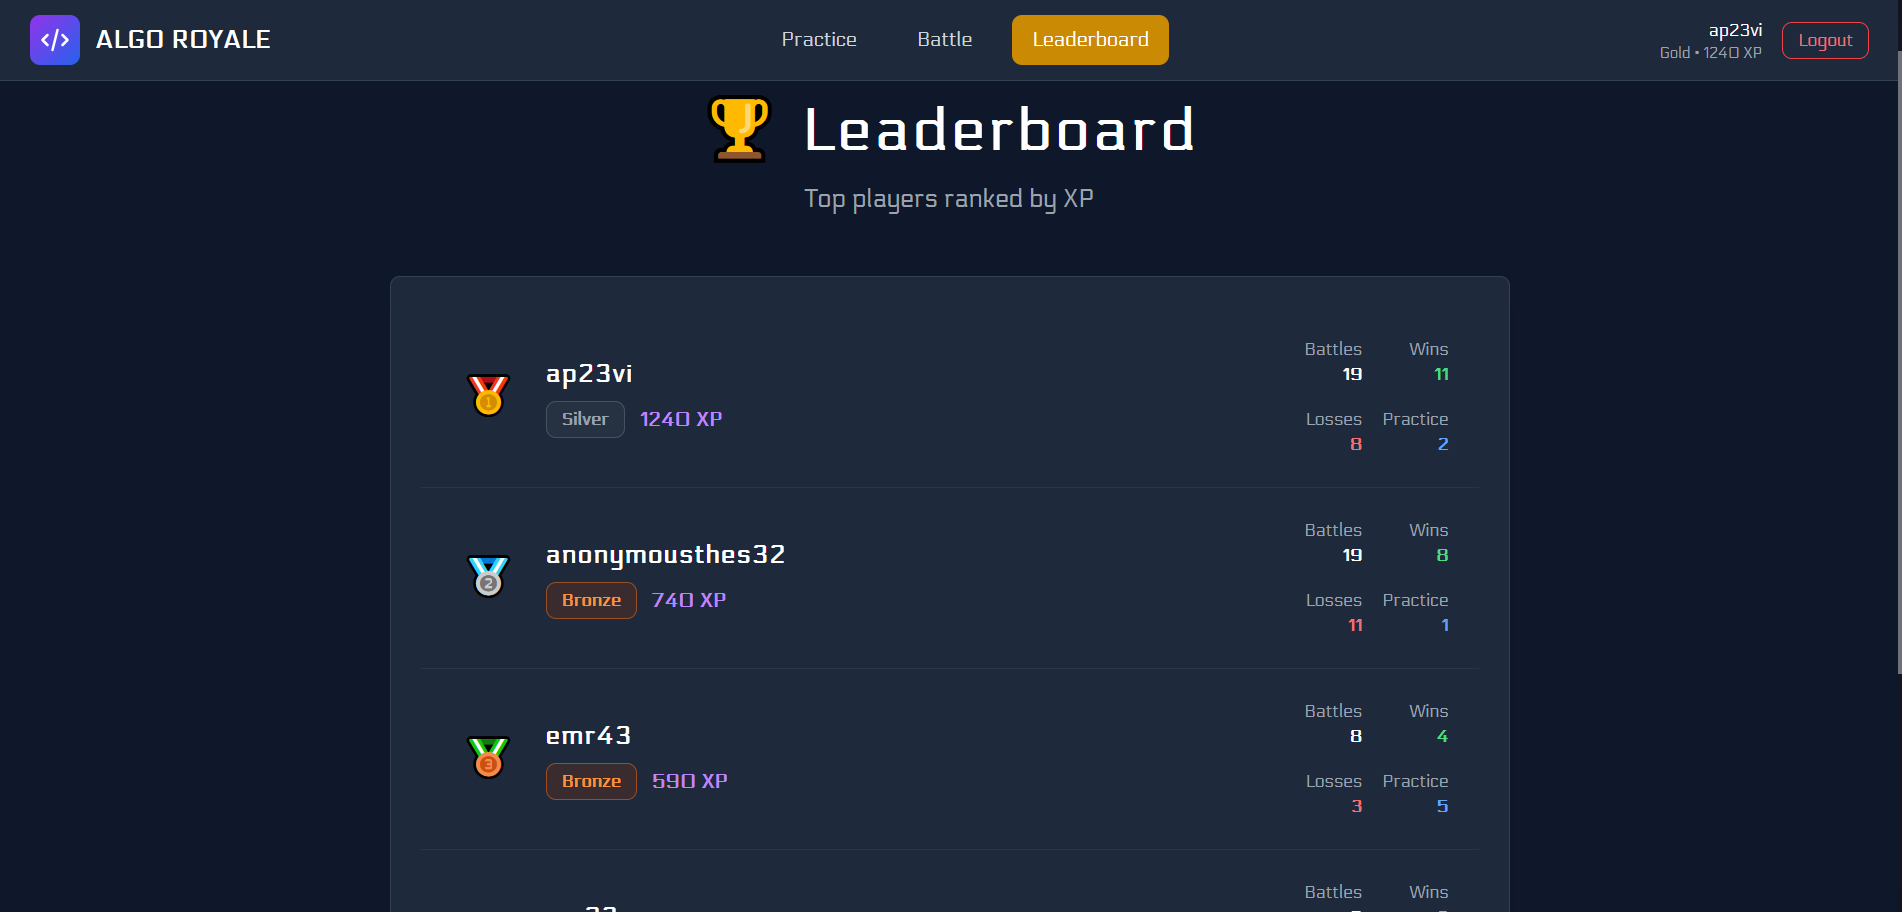 </> ALGO ROYALE
Practice Battle Leaderboard
ap23vi
Gold • 1240 XP
Logout
Leaderboard
Top players ranked by XP
1
ap23vi
Silver 1240 XP
Battles Wins
19 11
Losses Practice
8 2
2
anonymousthes32
Bronze 740 XP
Battles Wins
19 8
Losses Practice
11 1
3
emr43
Bronze 590 XP
Battles Wins
8 4
Losses Practice
3 5
Battles Wins